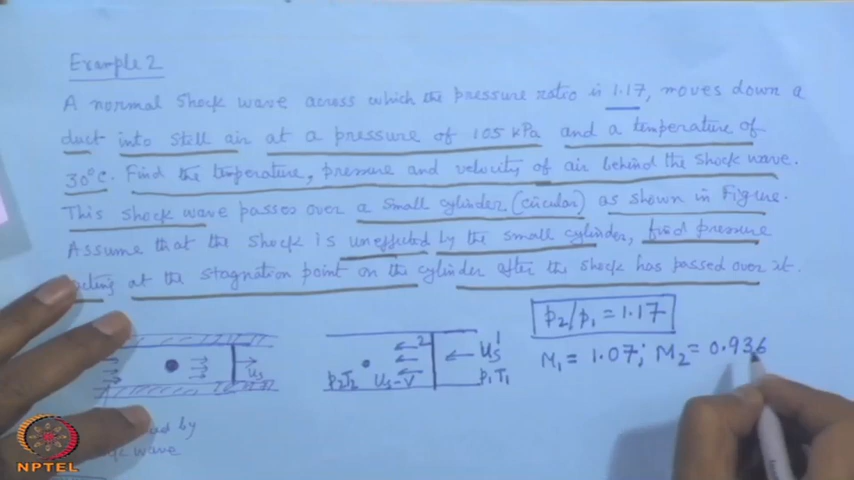 Example 2
A normal shock wave across which the pressure ratio is 1.17, moves down a
duct into still air at a pressure of 105 kPa and a temperature of
30°C. Find the temperature, pressure and velocity of air behind the shock wave.
This shock wave passes over a small cylinder (circular) as shown in Figure.
Assume that the shock is uneffected by the small cylinder, find pressure
acting at the stagnation point on the cylinder after the shock has passed over it.
p₂/p₁ = 1.17
M₁ = 1.07; M₂ = 0.936
Us
2
1
Us
p₂T₂
Us-V
p₁T₁
by
wave
NPTEL